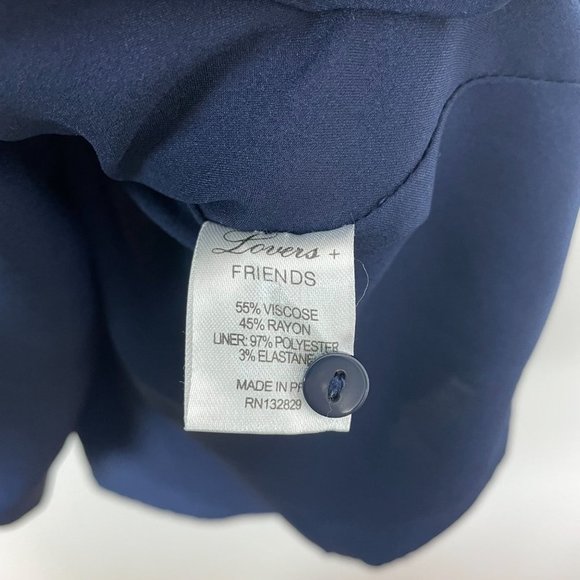 Lovers +
FRIENDS
55% VISCOSE
45% RAYON
LINER: 97% POLYESTER
3% ELASTANE
MADE IN
RN132829